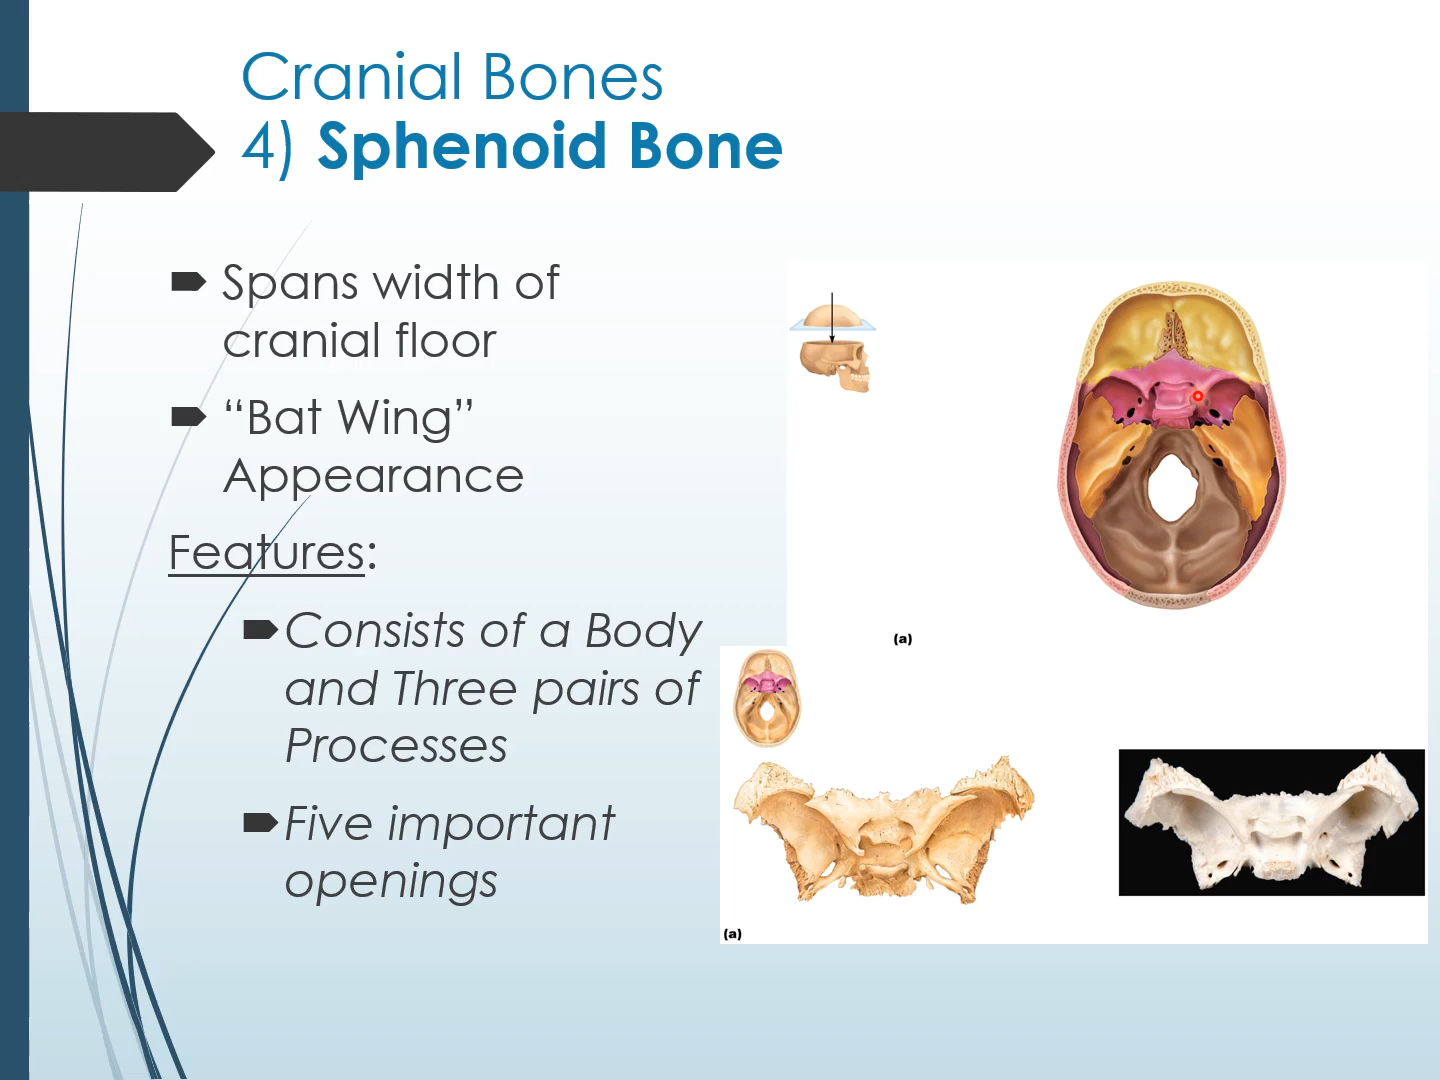 Cranial Bones
4) Sphenoid Bone
Spans width of
cranial floor
“Bat Wing”
Appearance
Features:
Consists of a Body
and Three pairs of
Processes
Five important
openings
(a)
(a)